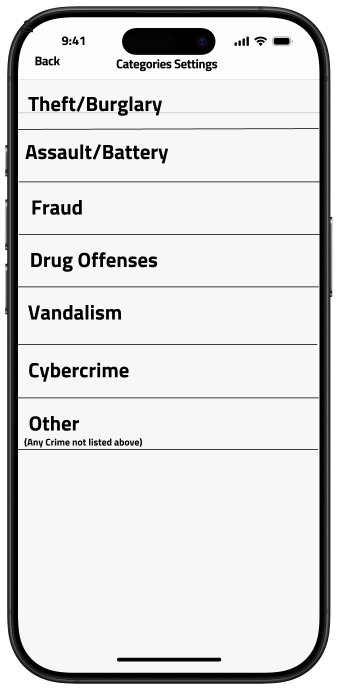 9:41
Back
Categories Settings
Theft/Burglary
Assault/Battery
Fraud
Drug Offenses
Vandalism
Cybercrime
Other
(Any Crime not listed above)